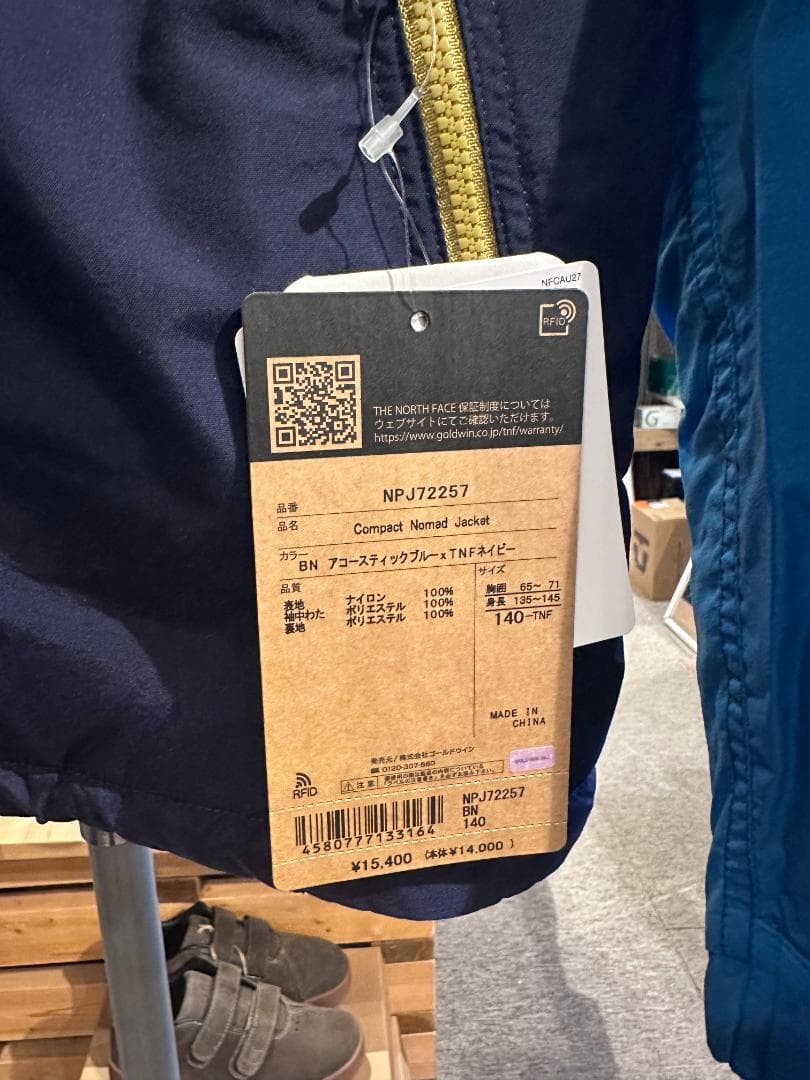 NFCAU27
RFID
THE NORTH FACE 保証制度については
ウェブサイトにてご確認いただけます。
https://www.goldwin.co.jp/tnf/warranty/
品番 NPJ72257
品名 Compact Nomad Jacket
カラー BN アコースティックブルー×TNFネイビー
品質
表地 ナイロン 100%
袖中わた ポリエステル 100%
裏地 ポリエステル 100%
サイズ
胸囲 65~ 71
身長 135~145
140-TNF
MADE IN
CHINA
発売元/株式会社ゴールドウイン
0120-307-560
RFID
注意
NPJ72257
BN
140
4580777133164
¥15,400 (本体¥14,000 )
G